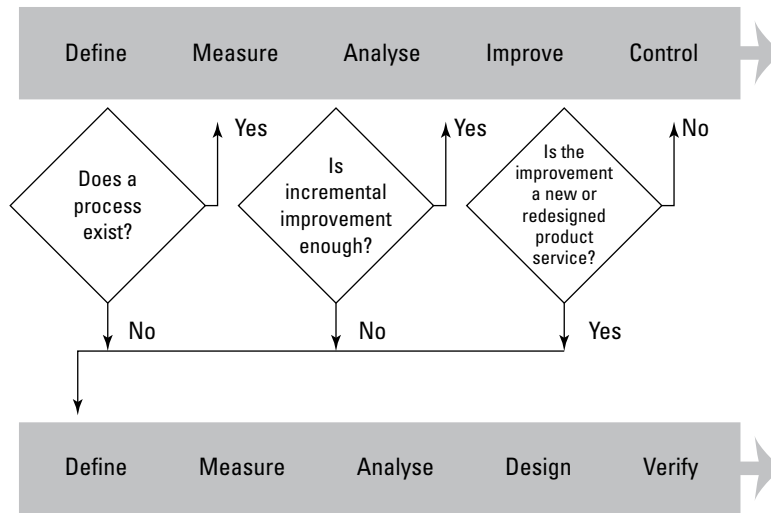 Define Measure Analyse Improve Control
Does a
process
exist?
Yes
Is
incremental
improvement
enough?
Yes
Is the
improvement
a new or
redesigned
product
service?
No
No
No
Yes
Define Measure Analyse Design Verify